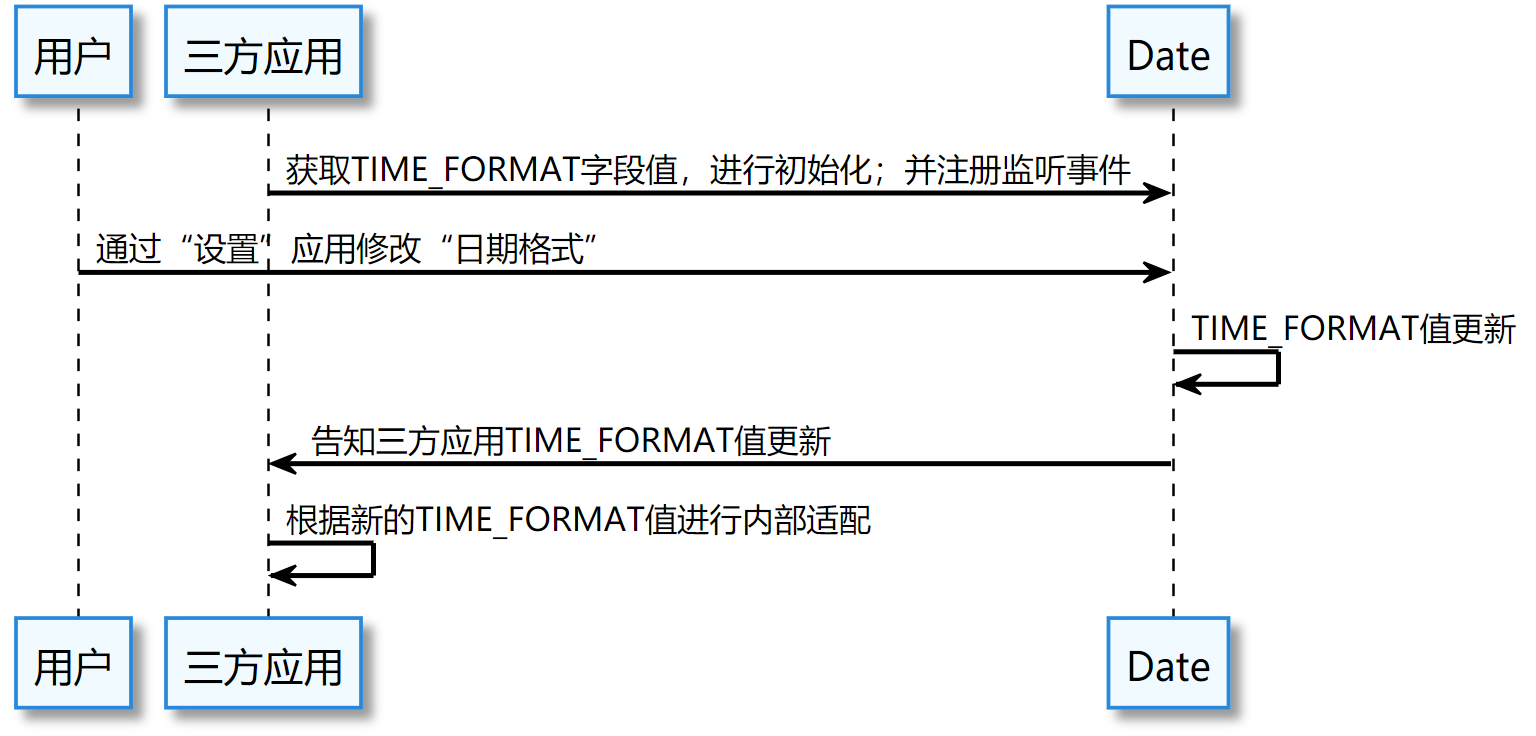 用户
三方应用
Date
获取TIME_FORMAT字段值，进行初始化；并注册监听事件
通过“设置” 应用修改“日期格式”
TIME_FORMAT值更新
告知三方应用TIME_FORMAT值更新
根据新的TIME_FORMAT值进行内部适配
用户
三方应用
Date